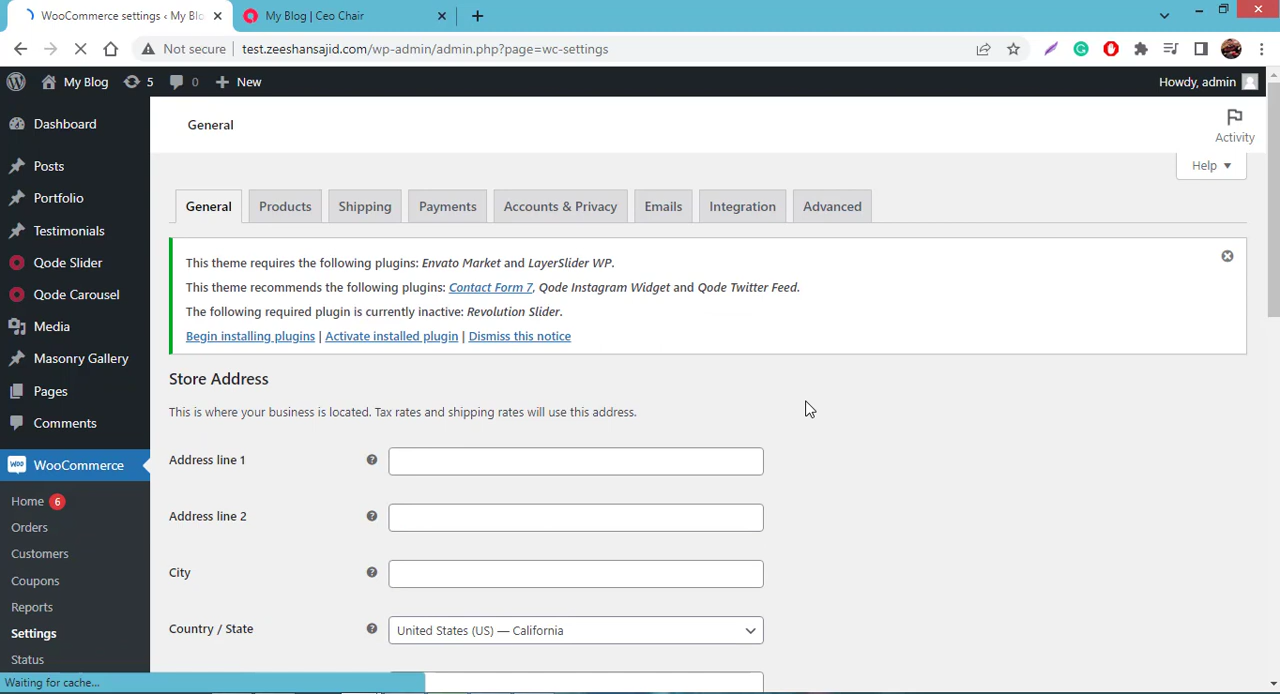 WooCommerce settings ‹ My Blo
My Blog | Ceo Chair
Not secure
test.zeeshansajid.com/wp-admin/admin.php?page=wc-settings
My Blog
5
0
New
Howdy, admin
Dashboard
Posts
Portfolio
Testimonials
Qode Slider
Qode Carousel
Media
Masonry Gallery
Pages
Comments
WooCommerce
Home 6
Orders
Customers
Coupons
Reports
Settings
Status
General
Activity
Help
General
Products
Shipping
Payments
Accounts & Privacy
Emails
Integration
Advanced
This theme requires the following plugins: Envato Market and LayerSlider WP.
This theme recommends the following plugins: Contact Form 7, Qode Instagram Widget and Qode Twitter Feed.
The following required plugin is currently inactive: Revolution Slider.
Begin installing plugins | Activate installed plugin | Dismiss this notice
Store Address
This is where your business is located. Tax rates and shipping rates will use this address.
Address line 1
Address line 2
City
Country / State
United States (US) — California
Waiting for cache...